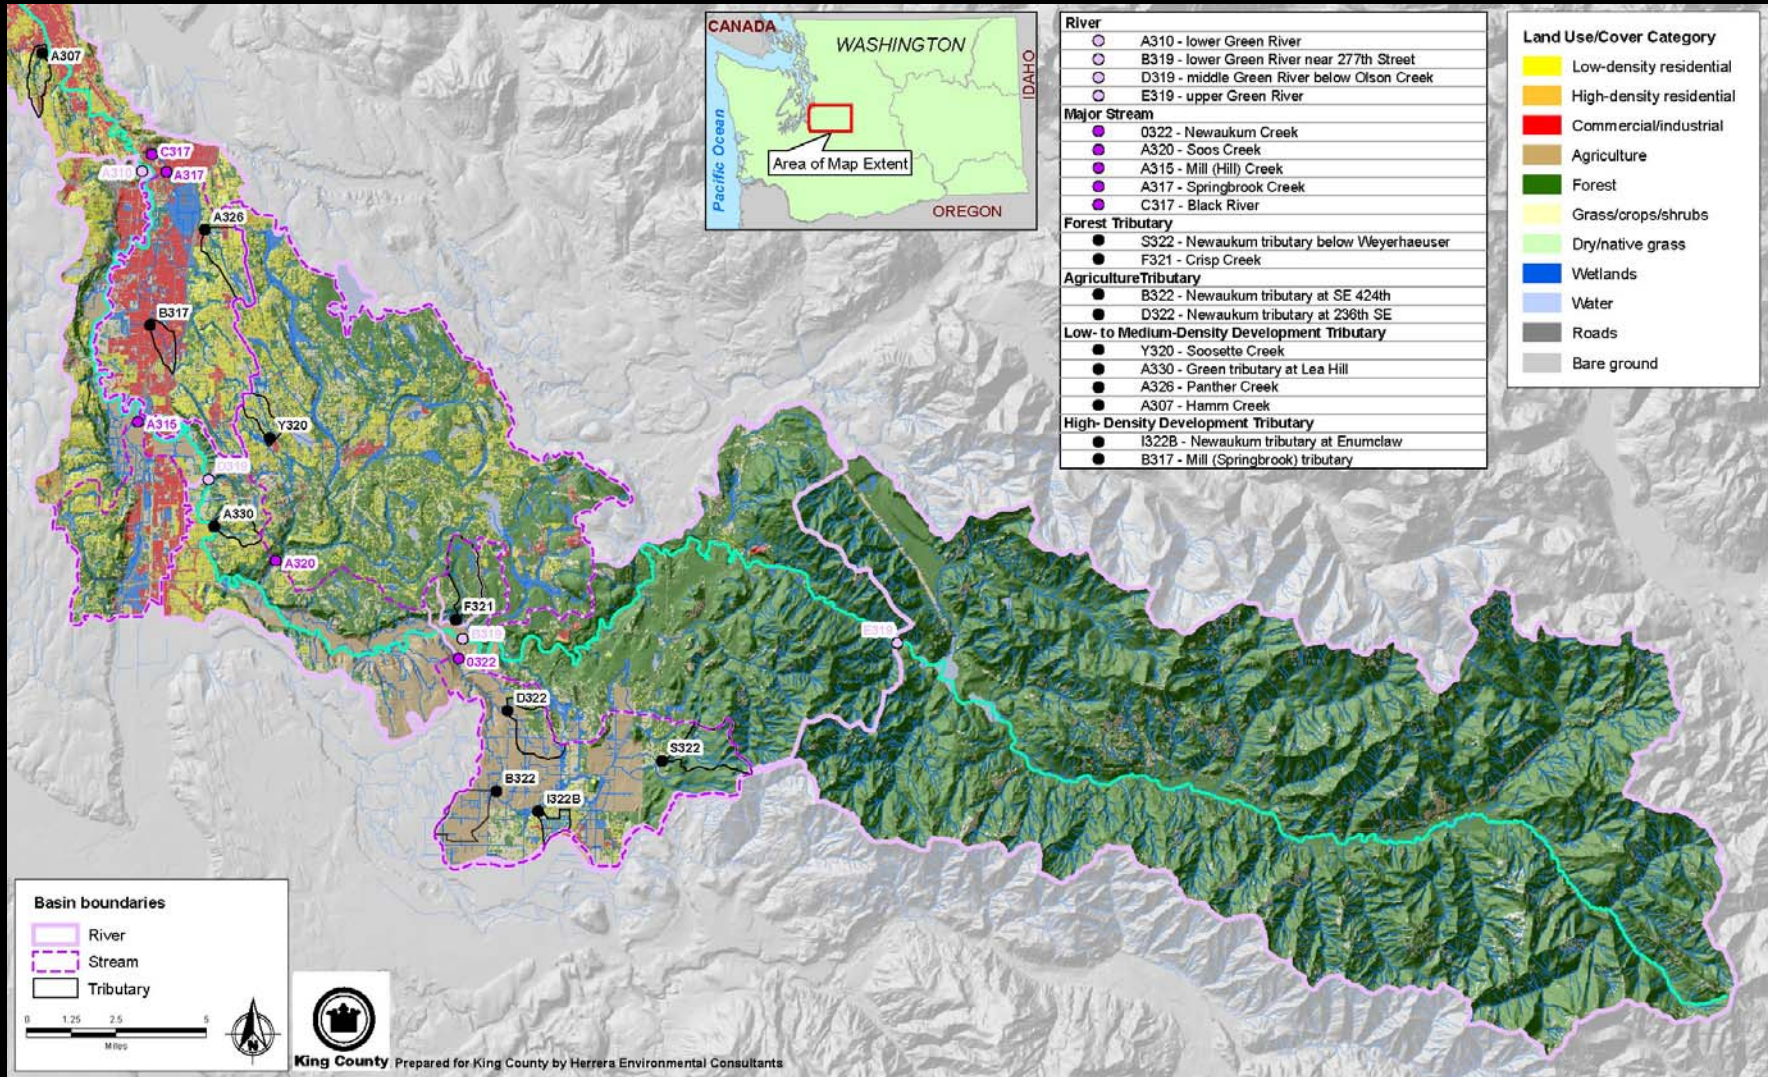 CANADA
WASHINGTON
IDAHO
Pacific Ocean
Area of Map Extent
OREGON
River
A310 - lower Green River
B319 - lower Green River near 277th Street
D319 - middle Green River below Olson Creek
E319 - upper Green River
Major Stream
0322 - Newaukum Creek
A320 - Soos Creek
A315 - Mill (Hill) Creek
A317 - Springbrook Creek
C317 - Black River
Forest Tributary
S322 - Newaukum tributary below Weyerhaeuser
F321 - Crisp Creek
AgricultureTributary
B322 - Newaukum tributary at SE 424th
D322 - Newaukum tributary at 236th SE
Low- to Medium-Density Development Tributary
Y320 - Soosette Creek
A330 - Green tributary at Lea Hill
A326 - Panther Creek
A307 - Hamm Creek
High- Density Development Tributary
I322B - Newaukum tributary at Enumclaw
B317 - Mill (Springbrook) tributary
Land Use/Cover Category
Low-density residential
High-density residential
Commercial/industrial
Agriculture
Forest
Grass/crops/shrubs
Dry/native grass
Wetlands
Water
Roads
Bare ground
A307
C317
A310
A317
A326
B317
A315
Y320
D319
A330
A320
F321
B319
0322
E319
D322
S322
B322
I322B
Basin boundaries
River
Stream
Tributary
0 1.25 2.5 5
Miles
N
King County
Prepared for King County by Herrera Environmental Consultants